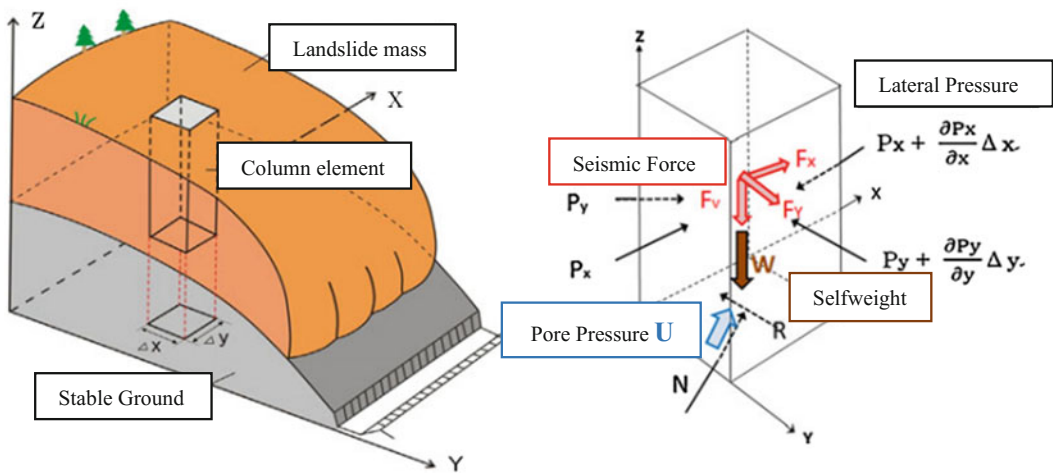 Z
Landslide mass
X
Column element
Δx
Δy
Stable Ground
Y
z
Lateral Pressure
Px + ∂Px/∂x Δx.
Seismic Force
Fx
Py
Fv
FY
X
Px
W
Py + ∂Py/∂y Δy.
Selfweight
Pore Pressure U
R
N
Y